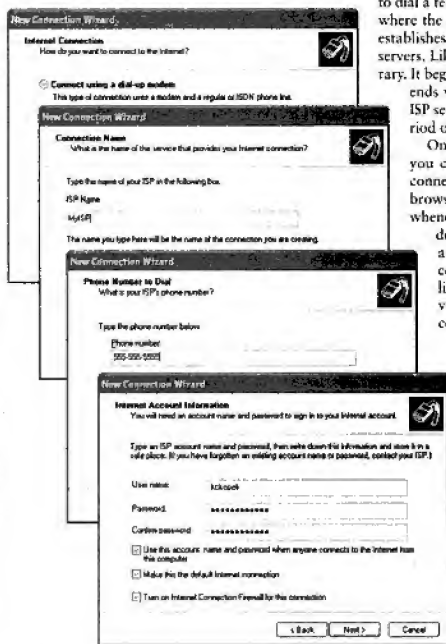 New Connection Wizard
Internet Connection
How do you want to connect to the Internet?
Connect using a dial-up modem
This type of connection uses a modem and a regular or ISDN phone line.
New Connection Wizard
Connection Name
What is the name of the service that provides your Internet connection?
Type the name of your ISP in the following box.
ISP Name
MyISP
The name you type here will be the name of the connection you are creating.
New Connection Wizard
Phone Number to Dial
What is your ISP's phone number?
Type the phone number below.
Phone number:
555-555-5555
New Connection Wizard
Internet Account Information
You will need an account name and password to sign in to your Internet account.
Type an ISP account name and password, then write down this information and store it in a
safe place. (If you have forgotten an existing account name or password, contact your ISP.)
User name:
Password:
Confirm password:
Use this account name and password when anyone connects to the Internet from
this computer
Make this the default Internet connection
Turn on Internet Connection Firewall for this connection
< Back
Next >
Cancel
to dial a te
where the
establishes
servers. Lik
rary. It beg
ends
ISP se
riod o
On
you c
conne
brows
whene
de
a
co
li
v
c